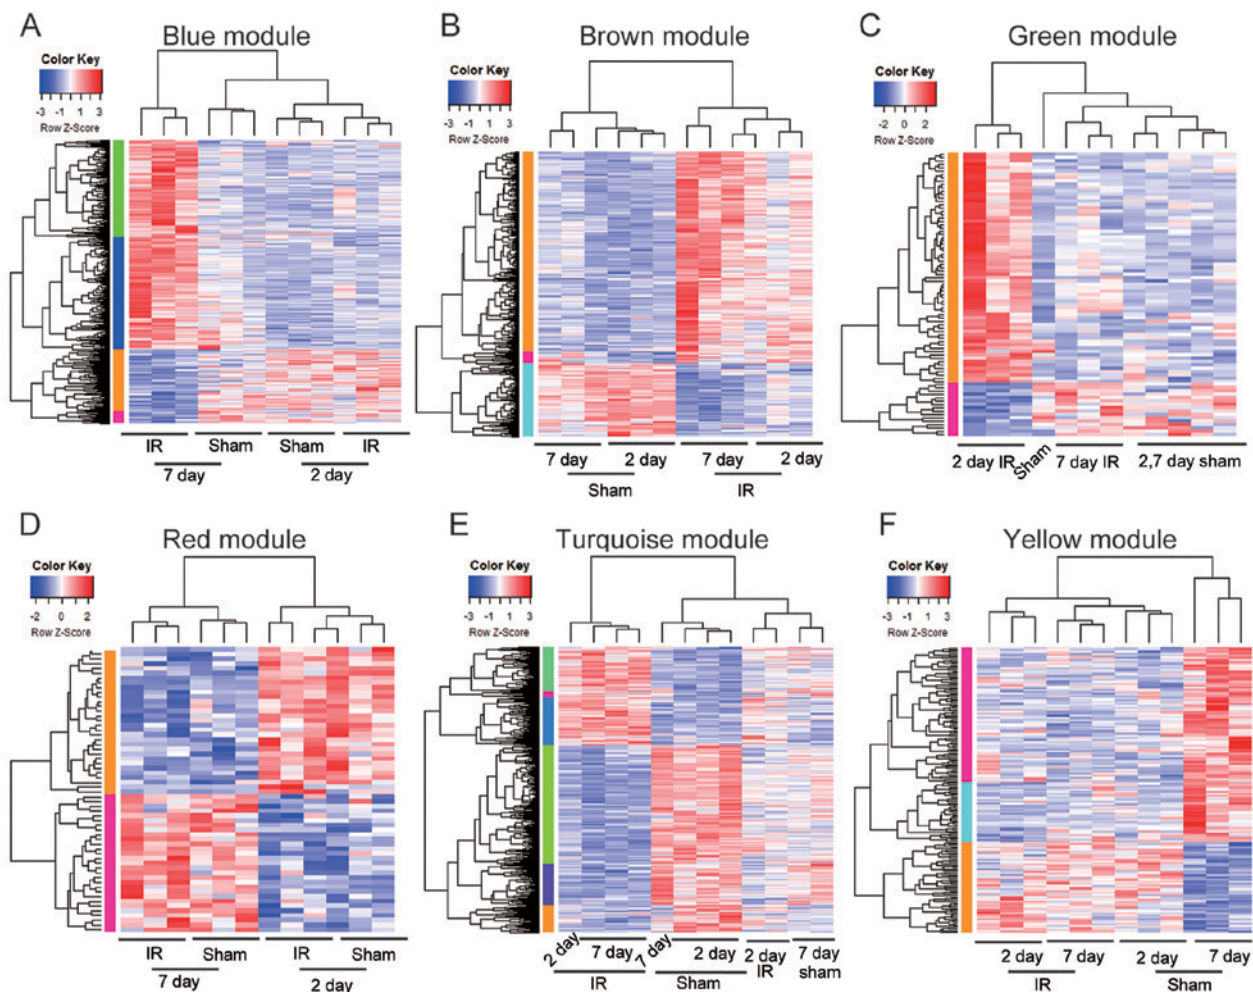 A Blue module
Color Key
-3 -1 1 3
Row Z-Score
IR Sham Sham IR
7 day 2 day
B Brown module
Color Key
-3 -1 1 3
Row Z-Score
7 day 2 day 7 day 2 day
Sham IR
C Green module
Color Key
-2 0 2
Row Z-Score
2 day IR Sham 7 day IR 2,7 day sham
D Red module
Color Key
-2 0 2
Row Z-Score
IR Sham IR Sham
7 day 2 day
E Turquoise module
Color Key
-3 -1 1 3
Row Z-Score
2 day 7 day 7 day 2 day 2 day IR 7 day sham
IR Sham
F Yellow module
Color Key
-3 -1 1 3
Row Z-Score
2 day 7 day 2 day 7 day
IR Sham